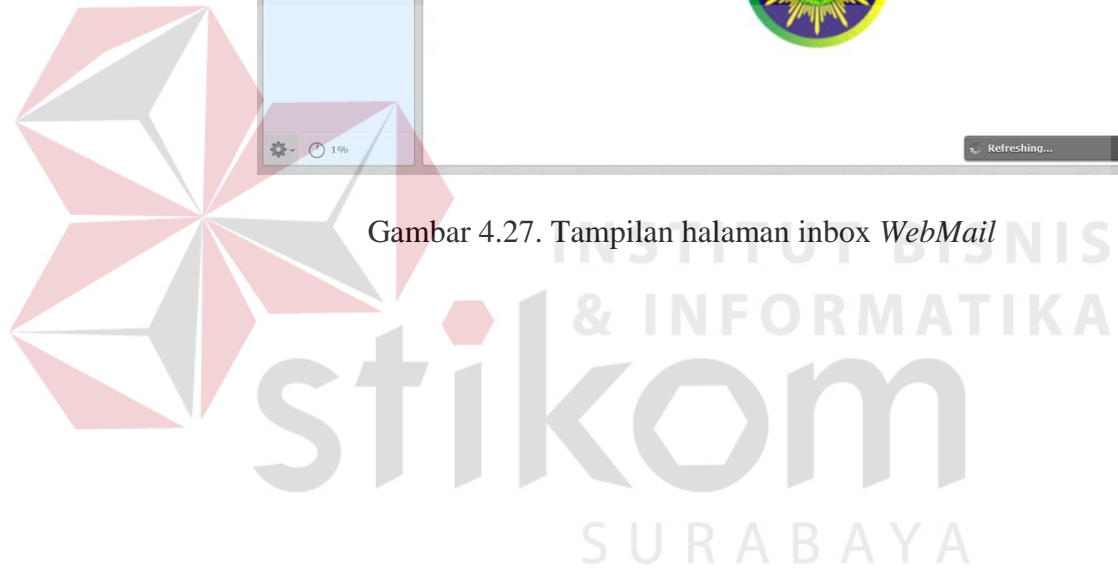 1%
Refreshing...
Gambar 4.27. Tampilan halaman inbox WebMail
INSTITUT BISNIS
& INFORMATIKA
stikom
SURABAYA